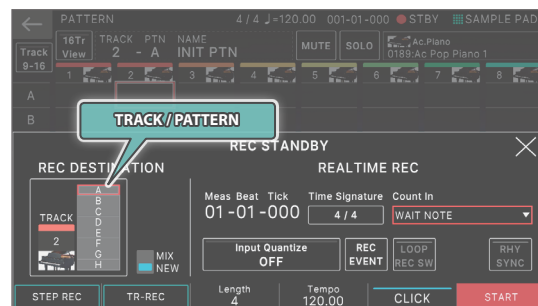 PATTERN 4 / 4 ♩=120.00 001-01-000 STBY SAMPLE PAD
Track 9-16 16Tr View TRACK 2 - PTN A NAME INIT PTN MUTE SOLO Ac.Piano 0189: Ac Pop Piano 1
1 2 3 4 5 6 7 8
A
B
TRACK / PATTERN
REC STANDBY
REC DESTINATION REALTIME REC
Meas Beat Tick Time Signature Count In
01 -01 -000 4 / 4 WAIT NOTE
TRACK
2
A
B
C
D
E
F
G
H
MIX
NEW
Input Quantize OFF REC EVENT LOOP REC SW RHY SYNC
STEP REC TR-REC Length 4 Tempo 120.00 CLICK START